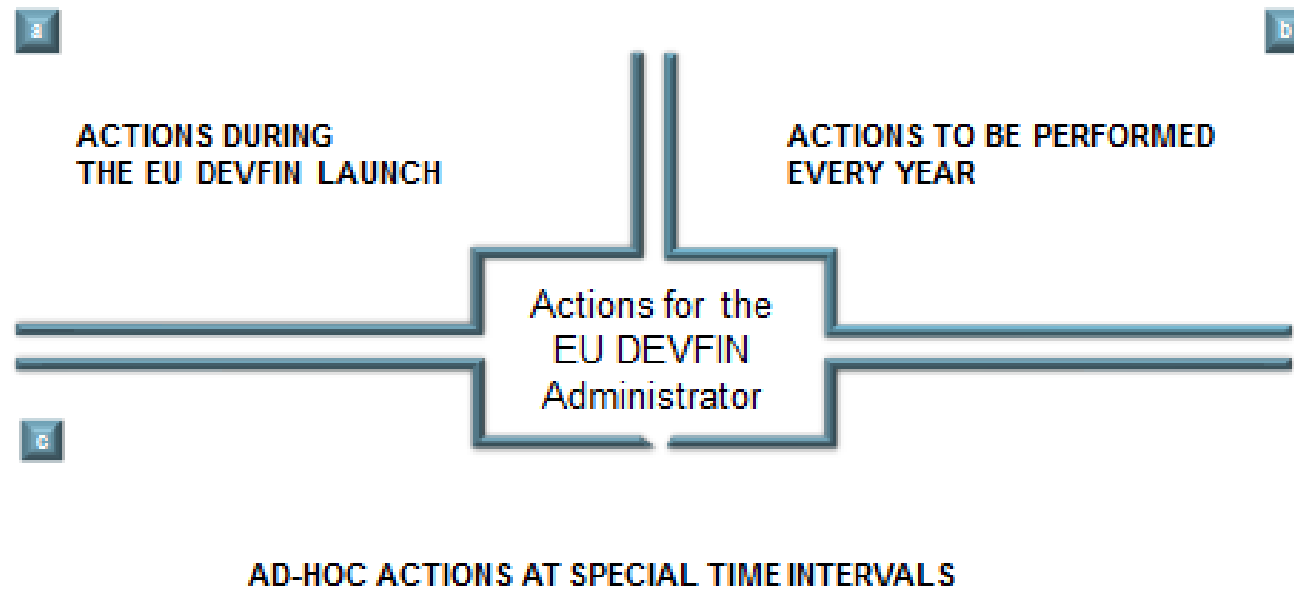 a
b
ACTIONS DURING
THE EU DEVFIN LAUNCH
ACTIONS TO BE PERFORMED
EVERY YEAR
Actions for the
EU DEVFIN
Administrator
c
AD-HOC ACTIONS AT SPECIAL TIME INTERVALS